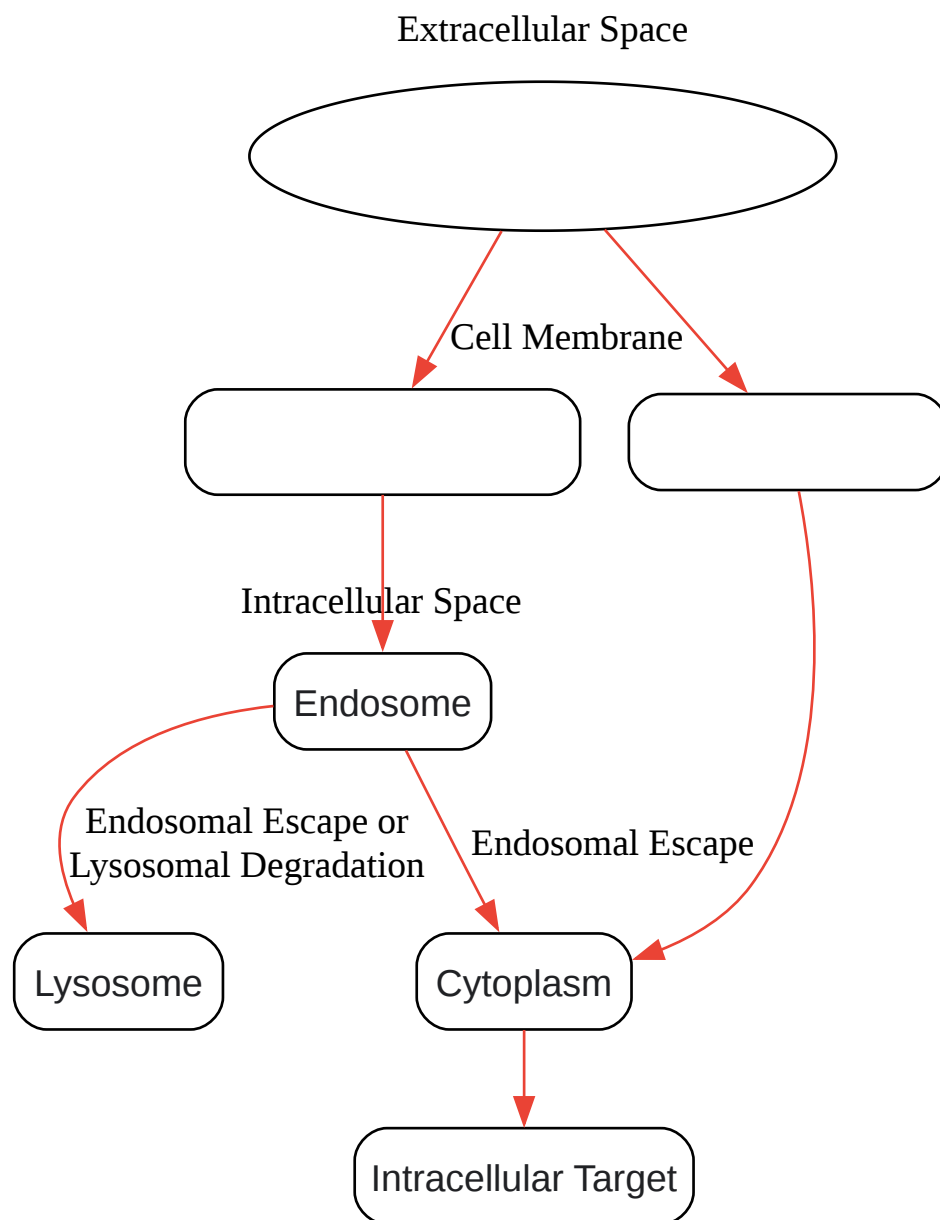 Extracellular Space
Cell Membrane
Intracellular Space
Endosome
Endosomal Escape or
Lysosomal Degradation
Endosomal Escape
Lysosome
Cytoplasm
Intracellular Target